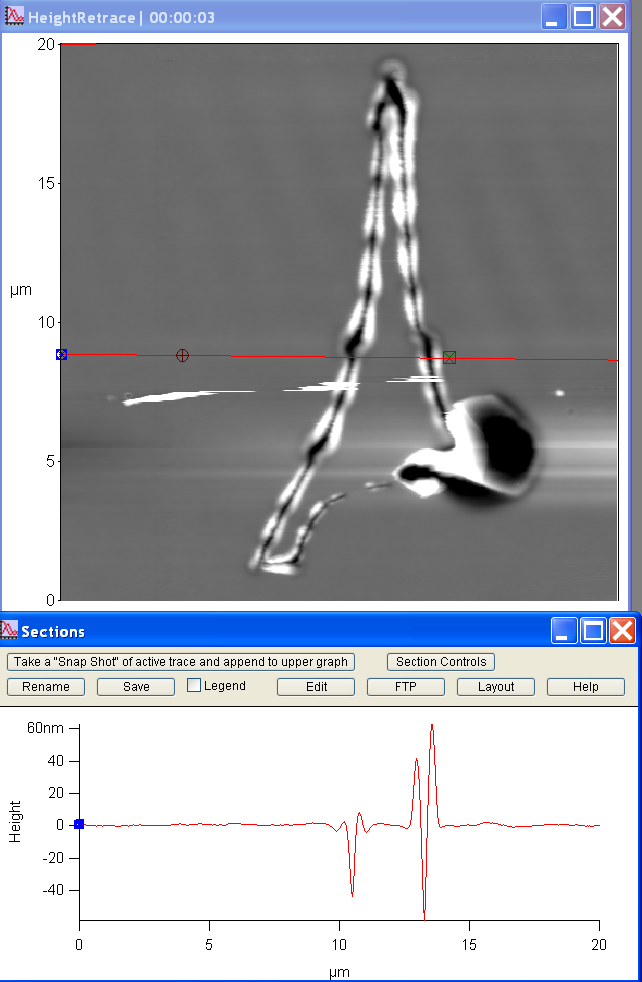 HeightRetrace | 00:00:03
20
15
µm
10
5
0
Sections
Take a "Snap Shot" of active trace and append to upper graph Section Controls
Rename Save Legend Edit FTP Layout Help
60nm
40
20
Height
0
-20
-40
0 5 10 15 20
µm